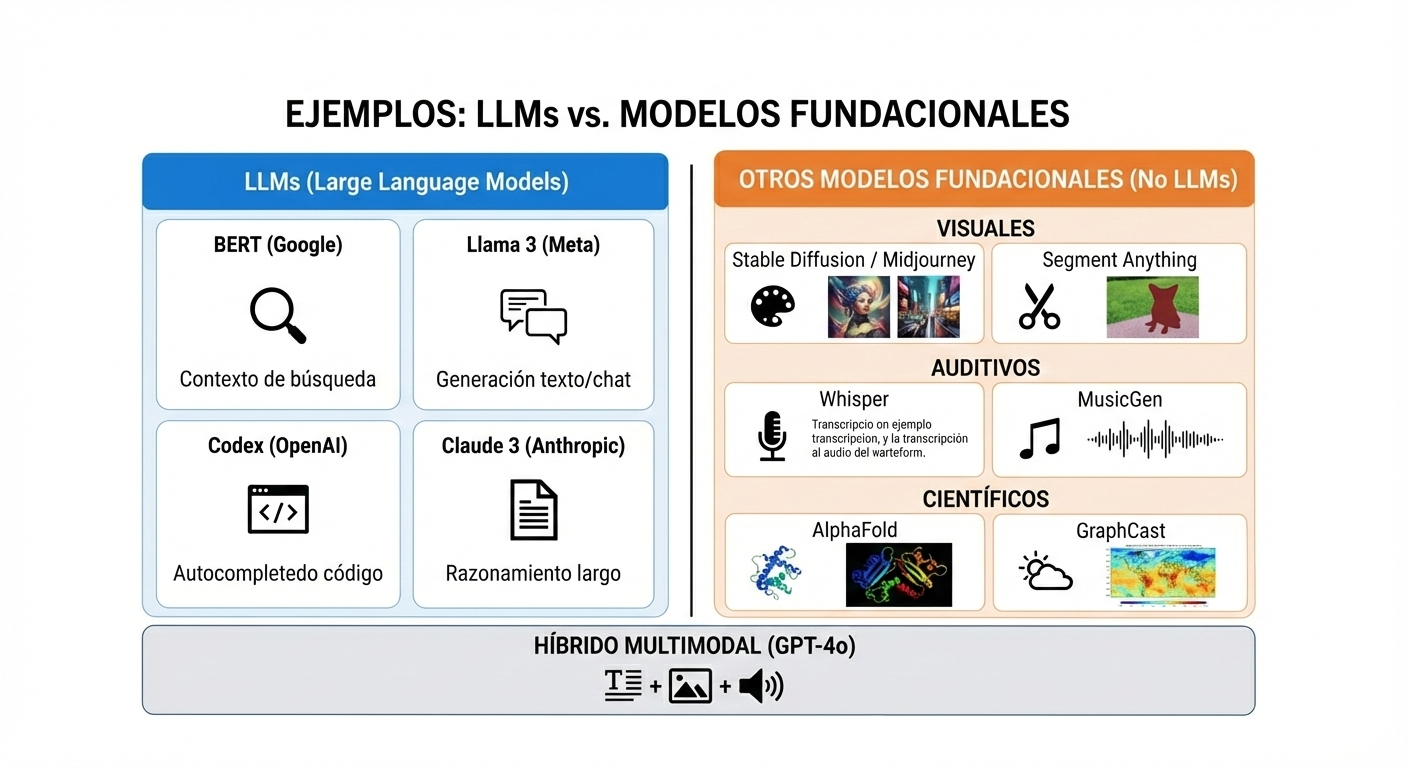 EJEMPLOS: LLMs vs. MODELOS FUNDACIONALES
LLMs (Large Language Models)
BERT (Google)
Contexto de búsqueda
Llama 3 (Meta)
Generación texto/chat
Codex (OpenAI)
</>
Autocompletedo código
Claude 3 (Anthropic)
Razonamiento largo
OTROS MODELOS FUNDACIONALES (No LLMs)
VISUALES
Stable Diffusion / Midjourney
Segment Anything
AUDITIVOS
Whisper
Transcripcio on ejemplo
transcripcion, y la transcripción
al audio del warteform.
MusicGen
CIENTÍFICOS
AlphaFold
GraphCast
HÍBRIDO MULTIMODAL (GPT-4o)
T + +